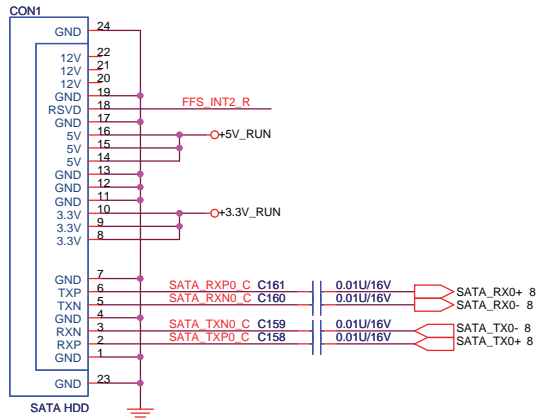 CON1
GND 24
12V 22
12V 21
12V 20
GND 19
RSVD 18 FFS_INT2_R
GND 17
5V 16 +5V_RUN
5V 15
5V 14
GND 13
GND 12
GND 11
3.3V 10 +3.3V_RUN
3.3V 9
3.3V 8
GND 7
TXP 6 SATA_RXP0_C C161 0.01U/16V SATA_RX0+ 8
TXN 5 SATA_RXN0_C C160 0.01U/16V SATA_RX0- 8
GND 4
RXN 3 SATA_TXN0_C C159 0.01U/16V SATA_TX0- 8
RXP 2 SATA_TXP0_C C158 0.01U/16V SATA_TX0+ 8
GND 1
GND 23
SATA HDD